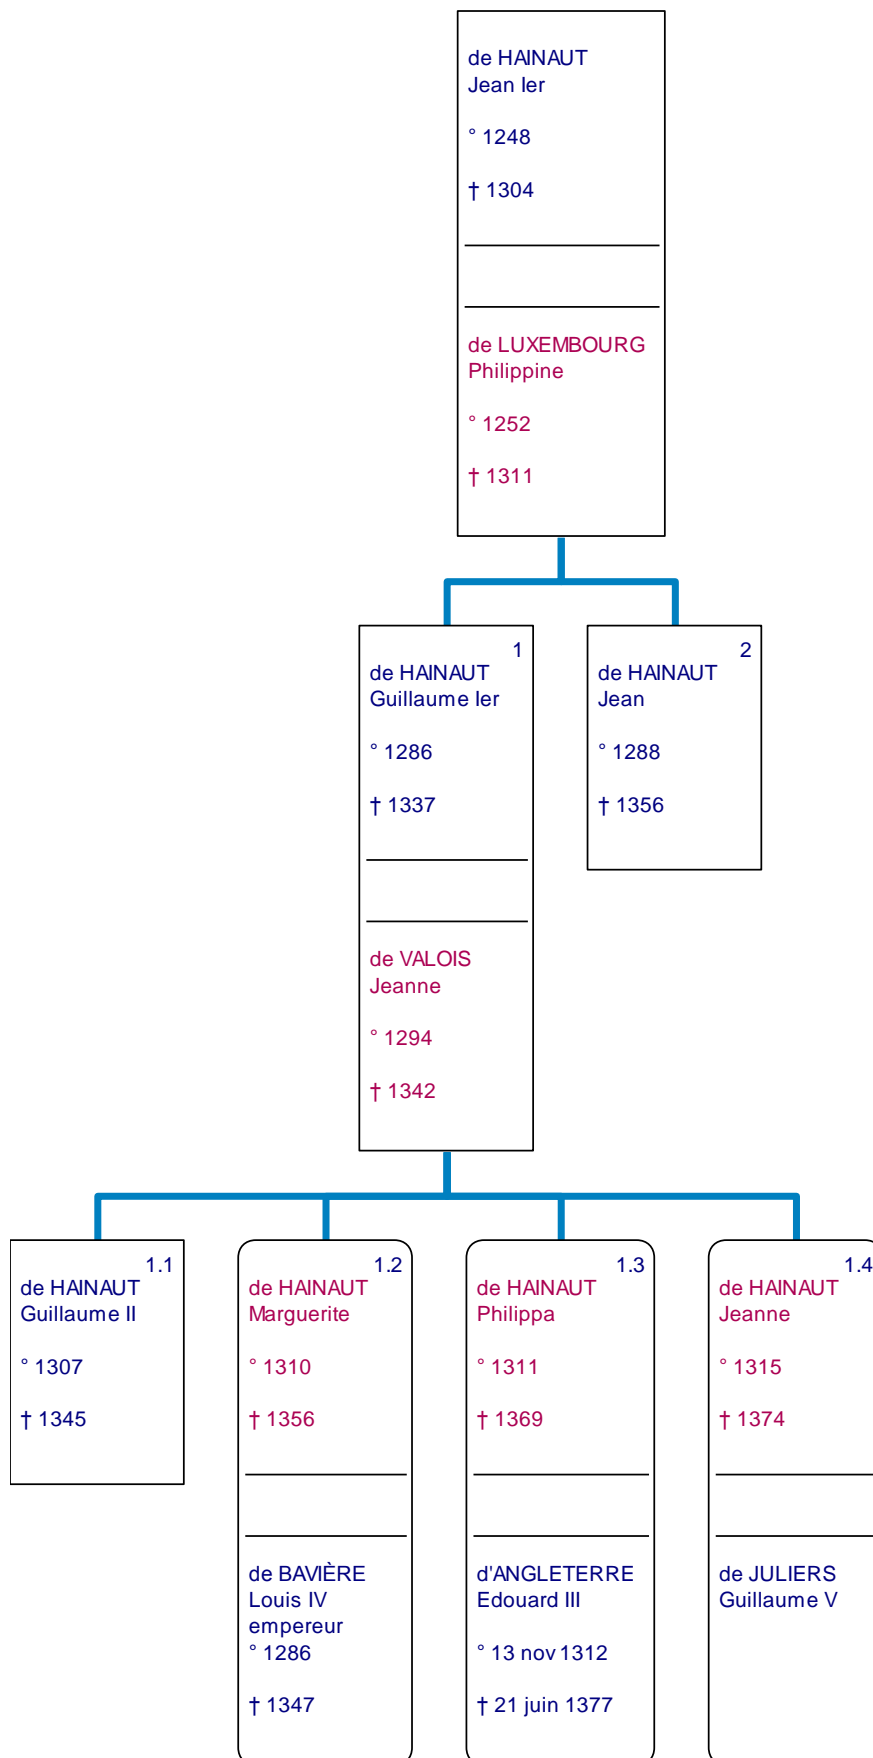 de HAINAUT
Jean Ier
° 1248
† 1304
de LUXEMBOURG
Philippine
° 1252
† 1311
1
de HAINAUT
Guillaume Ier
° 1286
† 1337
de VALOIS
Jeanne
° 1294
† 1342
2
de HAINAUT
Jean
° 1288
† 1356
1.1
de HAINAUT
Guillaume II
° 1307
† 1345
1.2
de HAINAUT
Marguerite
° 1310
† 1356
de BAVIÈRE
Louis IV
empereur
° 1286
† 1347
1.3
de HAINAUT
Philippa
° 1311
† 1369
d'ANGLETERRE
Edouard III
° 13 nov 1312
† 21 juin 1377
1.4
de HAINAUT
Jeanne
° 1315
† 1374
de JULIERS
Guillaume V